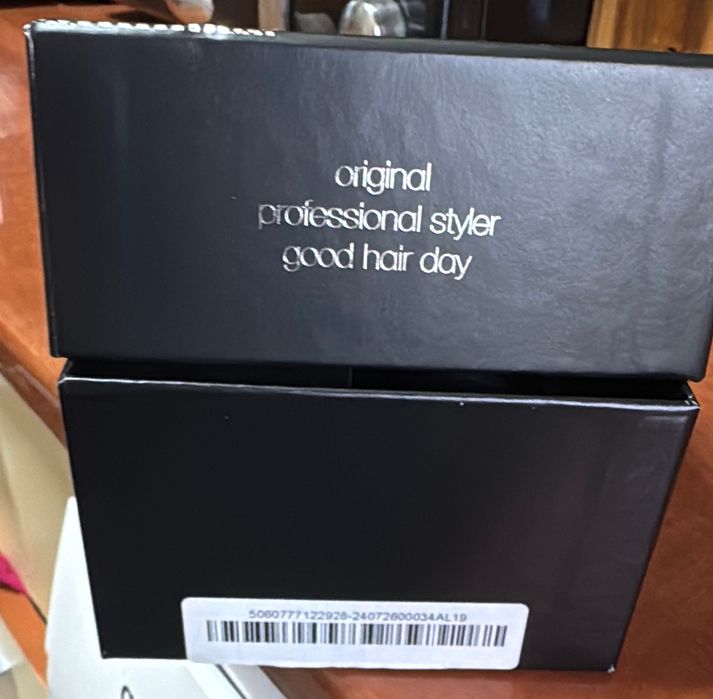 original
professional styler
good hair day
5060777122928-24072600034AL19